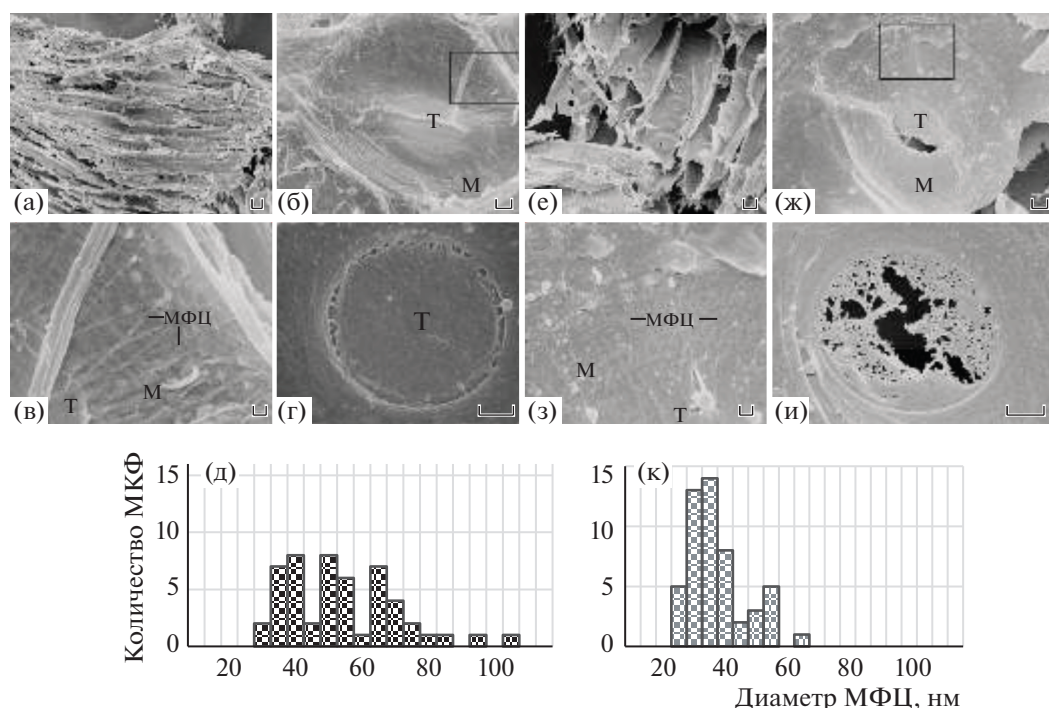 (а) (б) (е) (ж)
Т Т
М М
(в) (г) (з) (и)
МФЦ Т МФЦ
М М
Т Т
(д) (к)
Количество МКФ
15 15
10 10
5 5
0 0
20 40 60 80 100 20 40 60 80 100
Диаметр МФЦ, нм